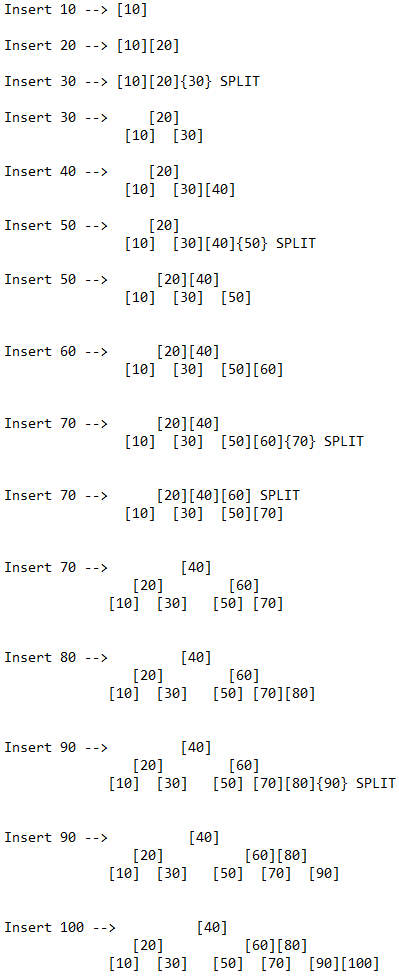 Insert 10 --> [10]
Insert 20 --> [10][20]
Insert 30 --> [10][20]{30} SPLIT
Insert 30 -->     [20]
               [10]  [30]
Insert 40 -->     [20]
               [10]  [30][40]
Insert 50 -->     [20]
               [10]  [30][40]{50} SPLIT
Insert 50 -->      [20][40]
               [10]  [30]  [50]
Insert 60 -->      [20][40]
               [10]  [30]  [50][60]
Insert 70 -->      [20][40]
               [10]  [30]  [50][60]{70} SPLIT
Insert 70 -->      [20][40][60] SPLIT
               [10]  [30]  [50][70]
Insert 70 -->         [40]
                [20]        [60]
             [10]  [30]   [50] [70]
Insert 80 -->         [40]
                [20]        [60]
             [10]  [30]   [50] [70][80]
Insert 90 -->         [40]
                [20]        [60]
             [10]  [30]   [50] [70][80]{90} SPLIT
Insert 90 -->          [40]
                [20]          [60][80]
             [10]  [30]   [50]  [70]  [90]
Insert 100 -->          [40]
                [20]          [60][80]
             [10]  [30]   [50]  [70]  [90][100]